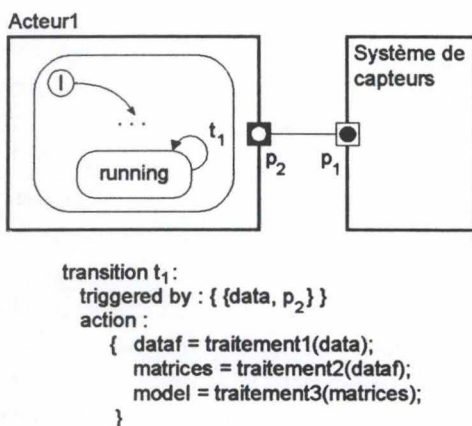 Acteur1
Système de
capteurs
I
. . .
t1
running
p2
p1
transition t1 :
triggered by : { {data, p2} }
action :
{ dataf = traitement1(data);
matrices = traitement2(dataf);
model = traitement3(matrices);
}